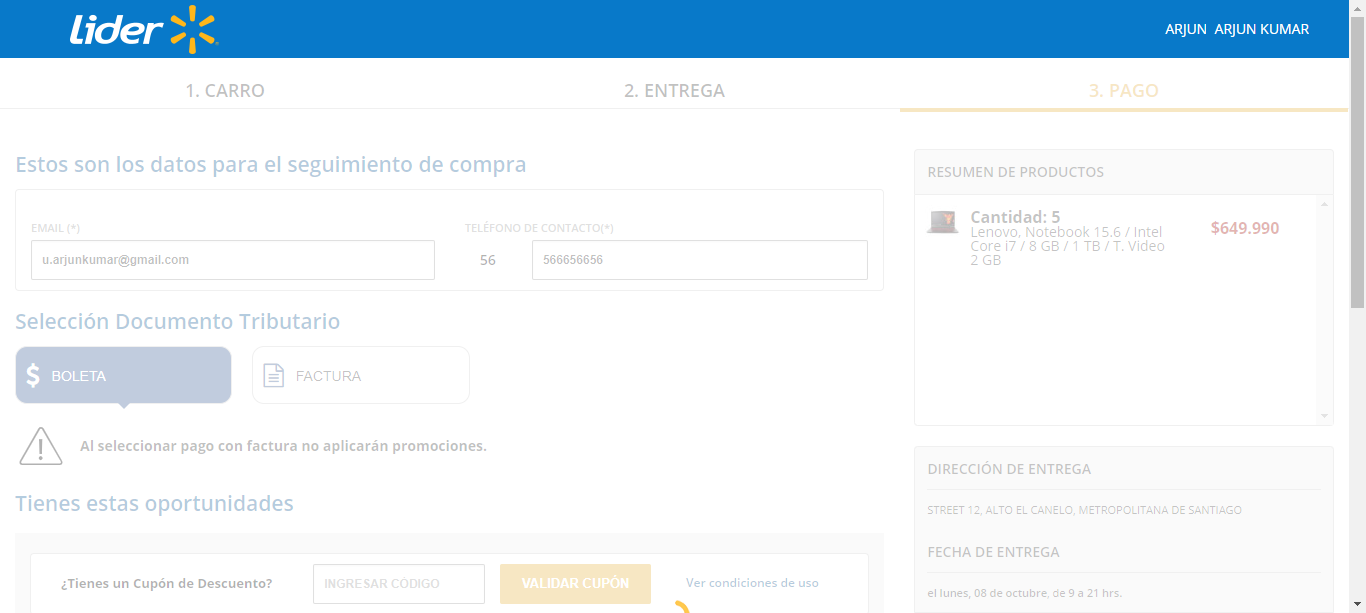 Lider
ARJUN ARJUN KUMAR
1. CARRO
2. ENTREGA
3. PAGO
Estos son los datos para el seguimiento de compra
EMAIL (*)
TELÉFONO DE CONTACTO(*)
u.arjunkumar@gmail.com
56
566656656
Selección Documento Tributario
$ BOLETA
FACTURA
Al seleccionar pago con factura no aplicarán promociones.
Tienes estas oportunidades
¿Tienes un Cupón de Descuento?
INGRESAR CÓDIGO
VALIDAR CUPÓN
Ver condiciones de uso
RESUMEN DE PRODUCTOS
Cantidad: 5
Lenovo, Notebook 15.6 / Intel
Core i7 / 8 GB / 1 TB / T. Video
2 GB
$649.990
DIRECCIÓN DE ENTREGA
STREET 12, ALTO EL CANELO, METROPOLITANA DE SANTIAGO
FECHA DE ENTREGA
el lunes, 08 de octubre, de 9 a 21 hrs.